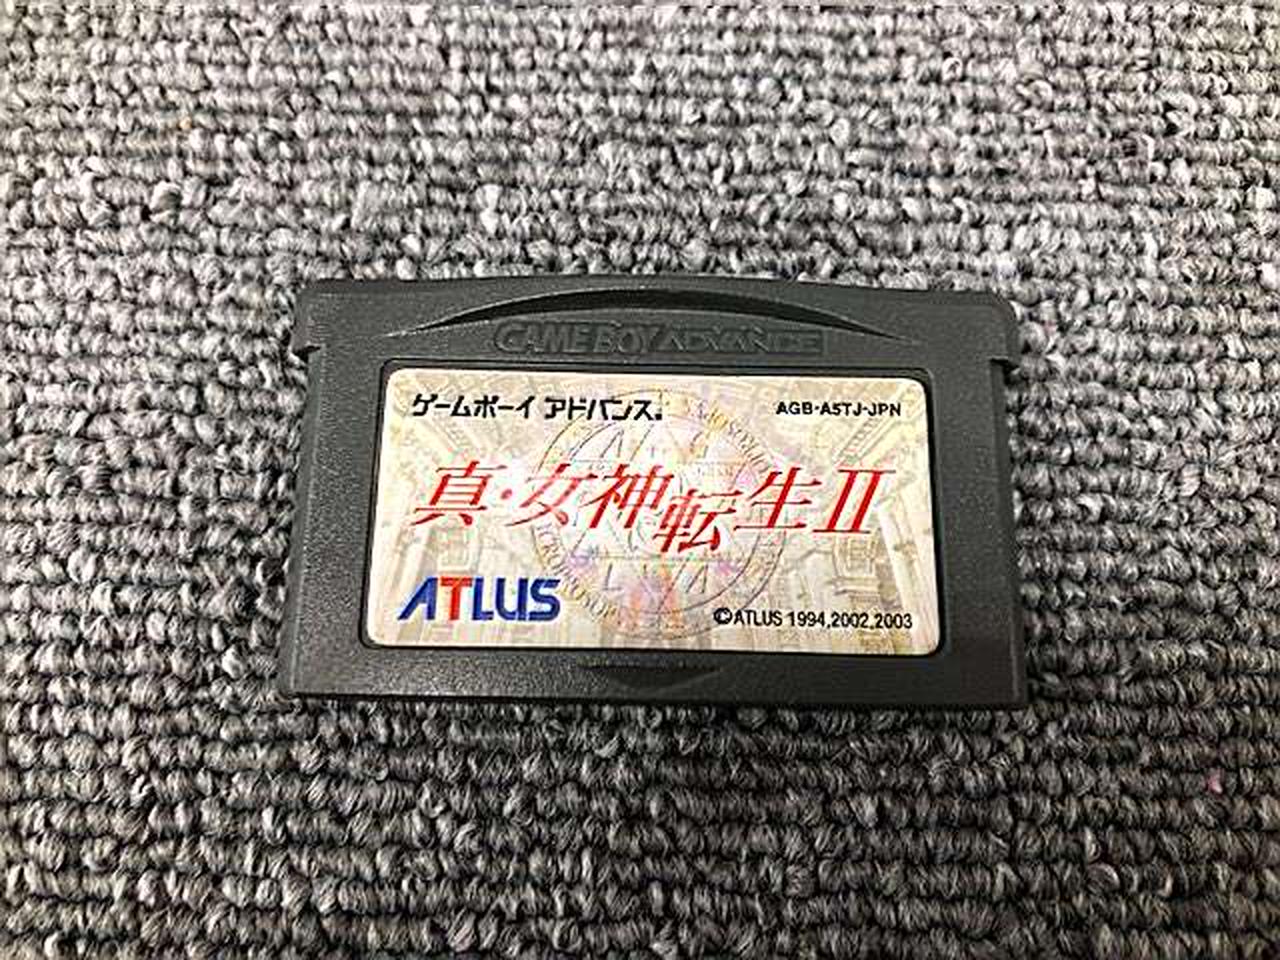 GAME BOY ADVANCE
ゲームボーイ アドバンス®
AGB-A5TJ-JPN
真・女神転生II
ATLUS
©ATLUS 1994,2002,2003